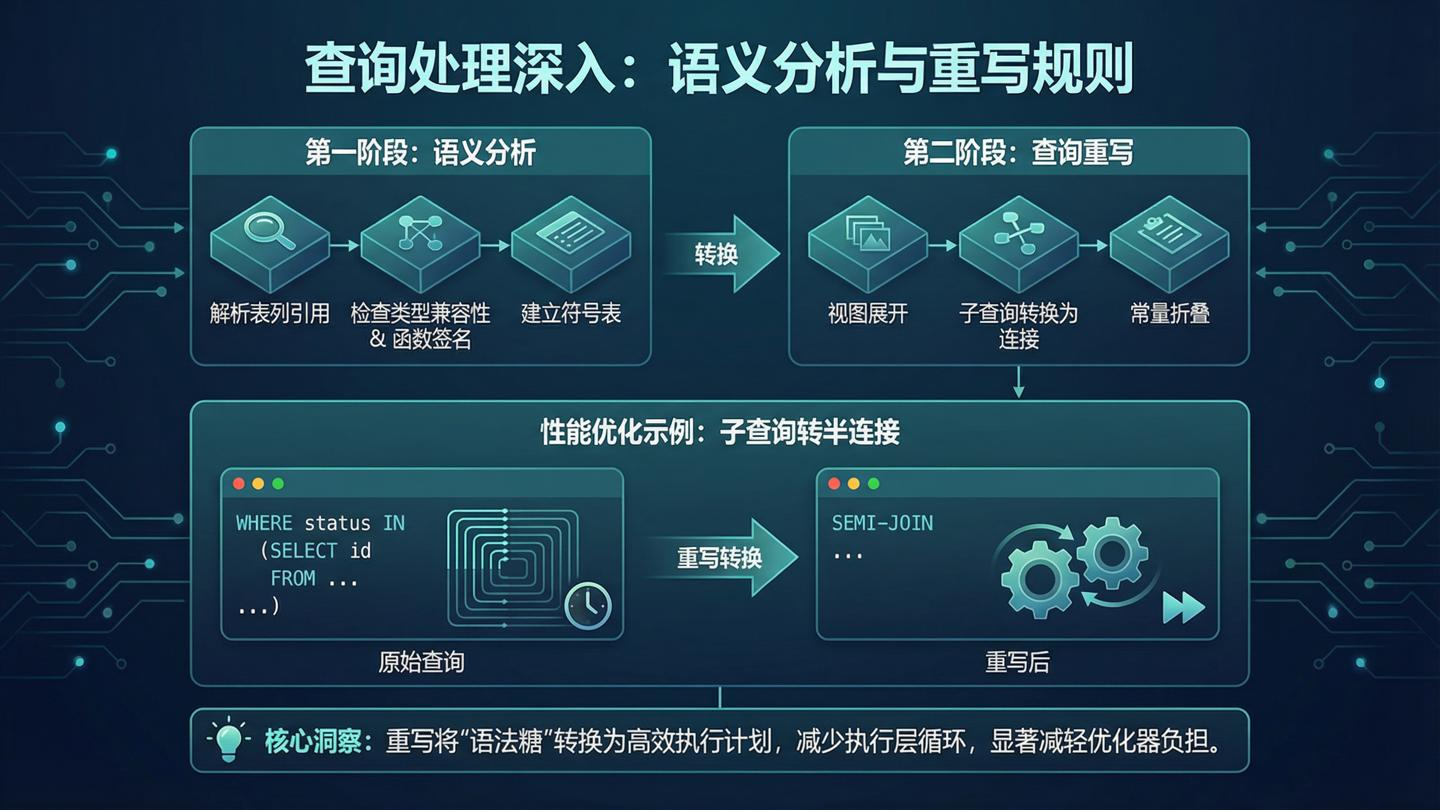 查询处理深入：语义分析与重写规则
第一阶段：语义分析
解析表列引用
检查类型兼容性
& 函数签名
建立符号表
转换
第二阶段：查询重写
视图展开
子查询转换为
连接
常量折叠
性能优化示例：子查询转半连接
WHERE status IN
(SELECT id
FROM ...
...)
原始查询
重写转换
SEMI-JOIN
...
重写后
核心洞察：重写将“语法糖”转换为高效执行计划，减少执行层循环，显著减轻优化器负担。